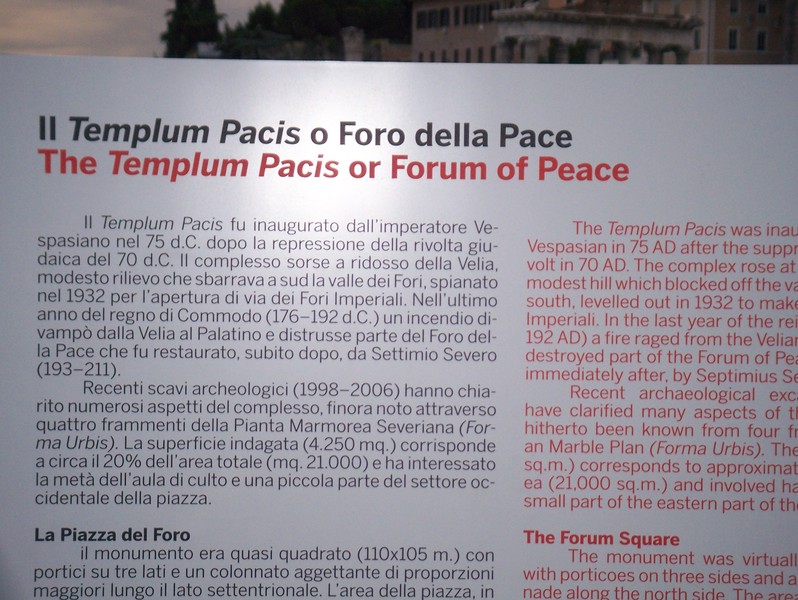 Il Templum Pacis o Foro della Pace
The Templum Pacis or Forum of Peace
Il Templum Pacis fu inaugurato dall'imperatore Ve-
spasiano nel 75 d.C. dopo la repressione della rivolta giu-
daica del 70 d.C. Il complesso sorse a ridosso della Velia,
modesto rilievo che sbarrava a sud la valle dei Fori, spianato
nel 1932 per l'apertura di via dei Fori Imperiali. Nell'ultimo
anno del regno di Commodo (176–192 d.C.) un incendio di-
vampò dalla Velia al Palatino e distrusse parte del Foro del-
la Pace che fu restaurato, subito dopo, da Settimio Severo
(193–211).
Recenti scavi archeologici (1998–2006) hanno chia-
rito numerosi aspetti del complesso, finora noto attraverso
quattro frammenti della Pianta Marmorea Severiana (For-
ma Urbis). La superficie indagata (4.250 mq.) corrisponde
a circa il 20% dell'area totale (mq. 21.000) e ha interessato
la metà dell'aula di culto e una piccola parte del settore oc-
cidentale della piazza.
La Piazza del Foro
il monumento era quasi quadrato (110x105 m.) con
portici su tre lati e un colonnato aggettante di proporzioni
maggiori lungo il lato settentrionale. L'area della piazza, in
The Templum Pacis was inau
Vespasian in 75 AD after the suppr
volt in 70 AD. The complex rose at
modest hill which blocked off the va
south, levelled out in 1932 to make
Imperiali. In the last year of the rei
192 AD) a fire raged from the Velian
destroyed part of the Forum of Pea
immediately after, by Septimius Se
Recent archaeological exca
have clarified many aspects of th
hitherto been known from four fr
an Marble Plan (Forma Urbis). The
sq.m.) corresponds to approximat
ea (21,000 sq.m.) and involved ha
small part of the eastern part of the
The Forum Square
The monument was virtuall
with porticoes on three sides and a
nade along the north side. The area